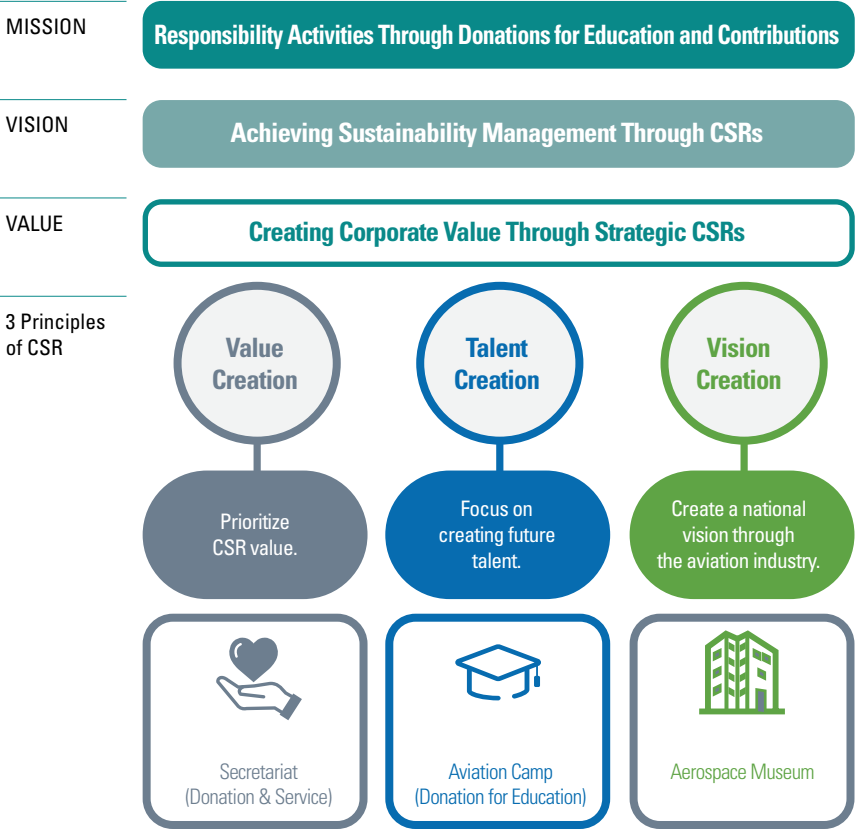 MISSION
Responsibility Activities Through Donations for Education and Contributions
VISION
Achieving Sustainability Management Through CSRs
VALUE
Creating Corporate Value Through Strategic CSRs
3 Principles
of CSR
Value
Creation
Talent
Creation
Vision
Creation
Prioritize
CSR value.
Focus on
creating future
talent.
Create a national
vision through
the aviation industry.
Secretariat
(Donation & Service)
Aviation Camp
(Donation for Education)
Aerospace Museum